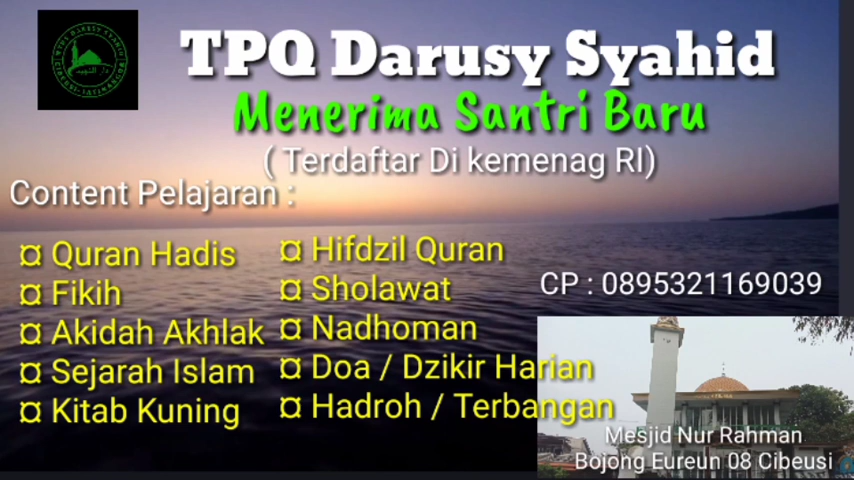 TPQ Darusy Syahid
Menerima Santri Baru
( Terdaftar Di kemenag RI)
Content Pelajaran :
¤ Quran Hadis
¤ Fikih
¤ Akidah Akhlak
¤ Sejarah Islam
¤ Kitab Kuning
¤ Hifdzil Quran
¤ Sholawat
¤ Nadhoman
¤ Doa / Dzikir Harian
¤ Hadroh / Terbangan
CP : 0895321169039
Mesjid Nur Rahman
Bojong Eureun 08 Cibeusi